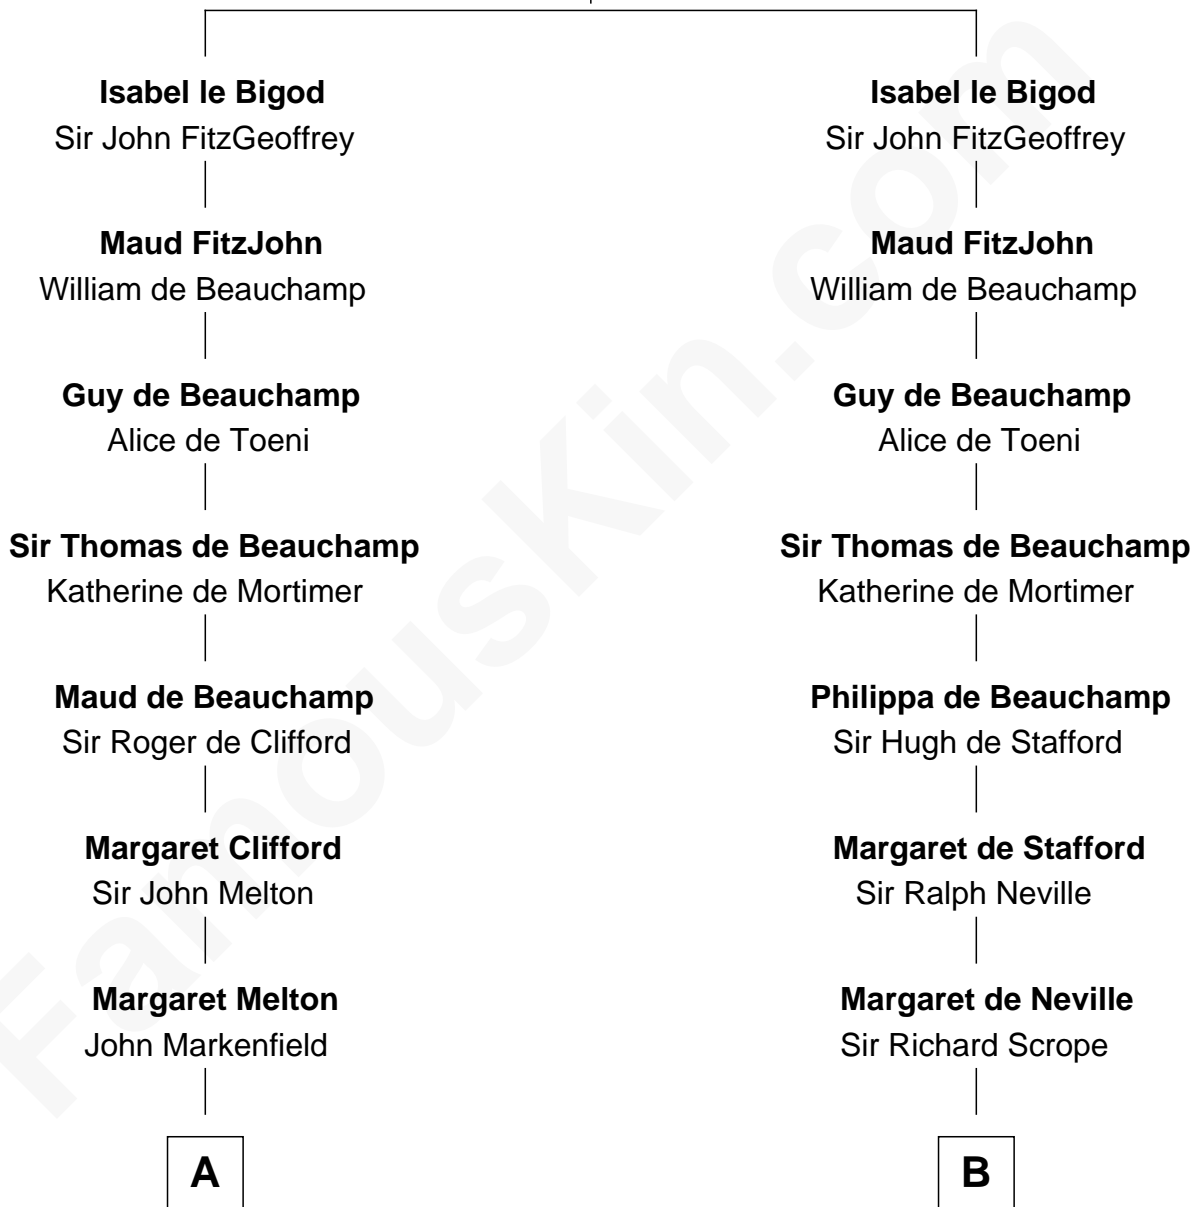 Isabel le Bigod
Sir John FitzGeoffrey
Maud FitzJohn
William de Beauchamp
Guy de Beauchamp
Alice de Toeni
Sir Thomas de Beauchamp
Katherine de Mortimer
Maud de Beauchamp
Sir Roger de Clifford
Margaret Clifford
Sir John Melton
Margaret Melton
John Markenfield
A
Isabel le Bigod
Sir John FitzGeoffrey
Maud FitzJohn
William de Beauchamp
Guy de Beauchamp
Alice de Toeni
Sir Thomas de Beauchamp
Katherine de Mortimer
Philippa de Beauchamp
Sir Hugh de Stafford
Margaret de Stafford
Sir Ralph Neville
Margaret de Neville
Sir Richard Scrope
B
FamousKin.com